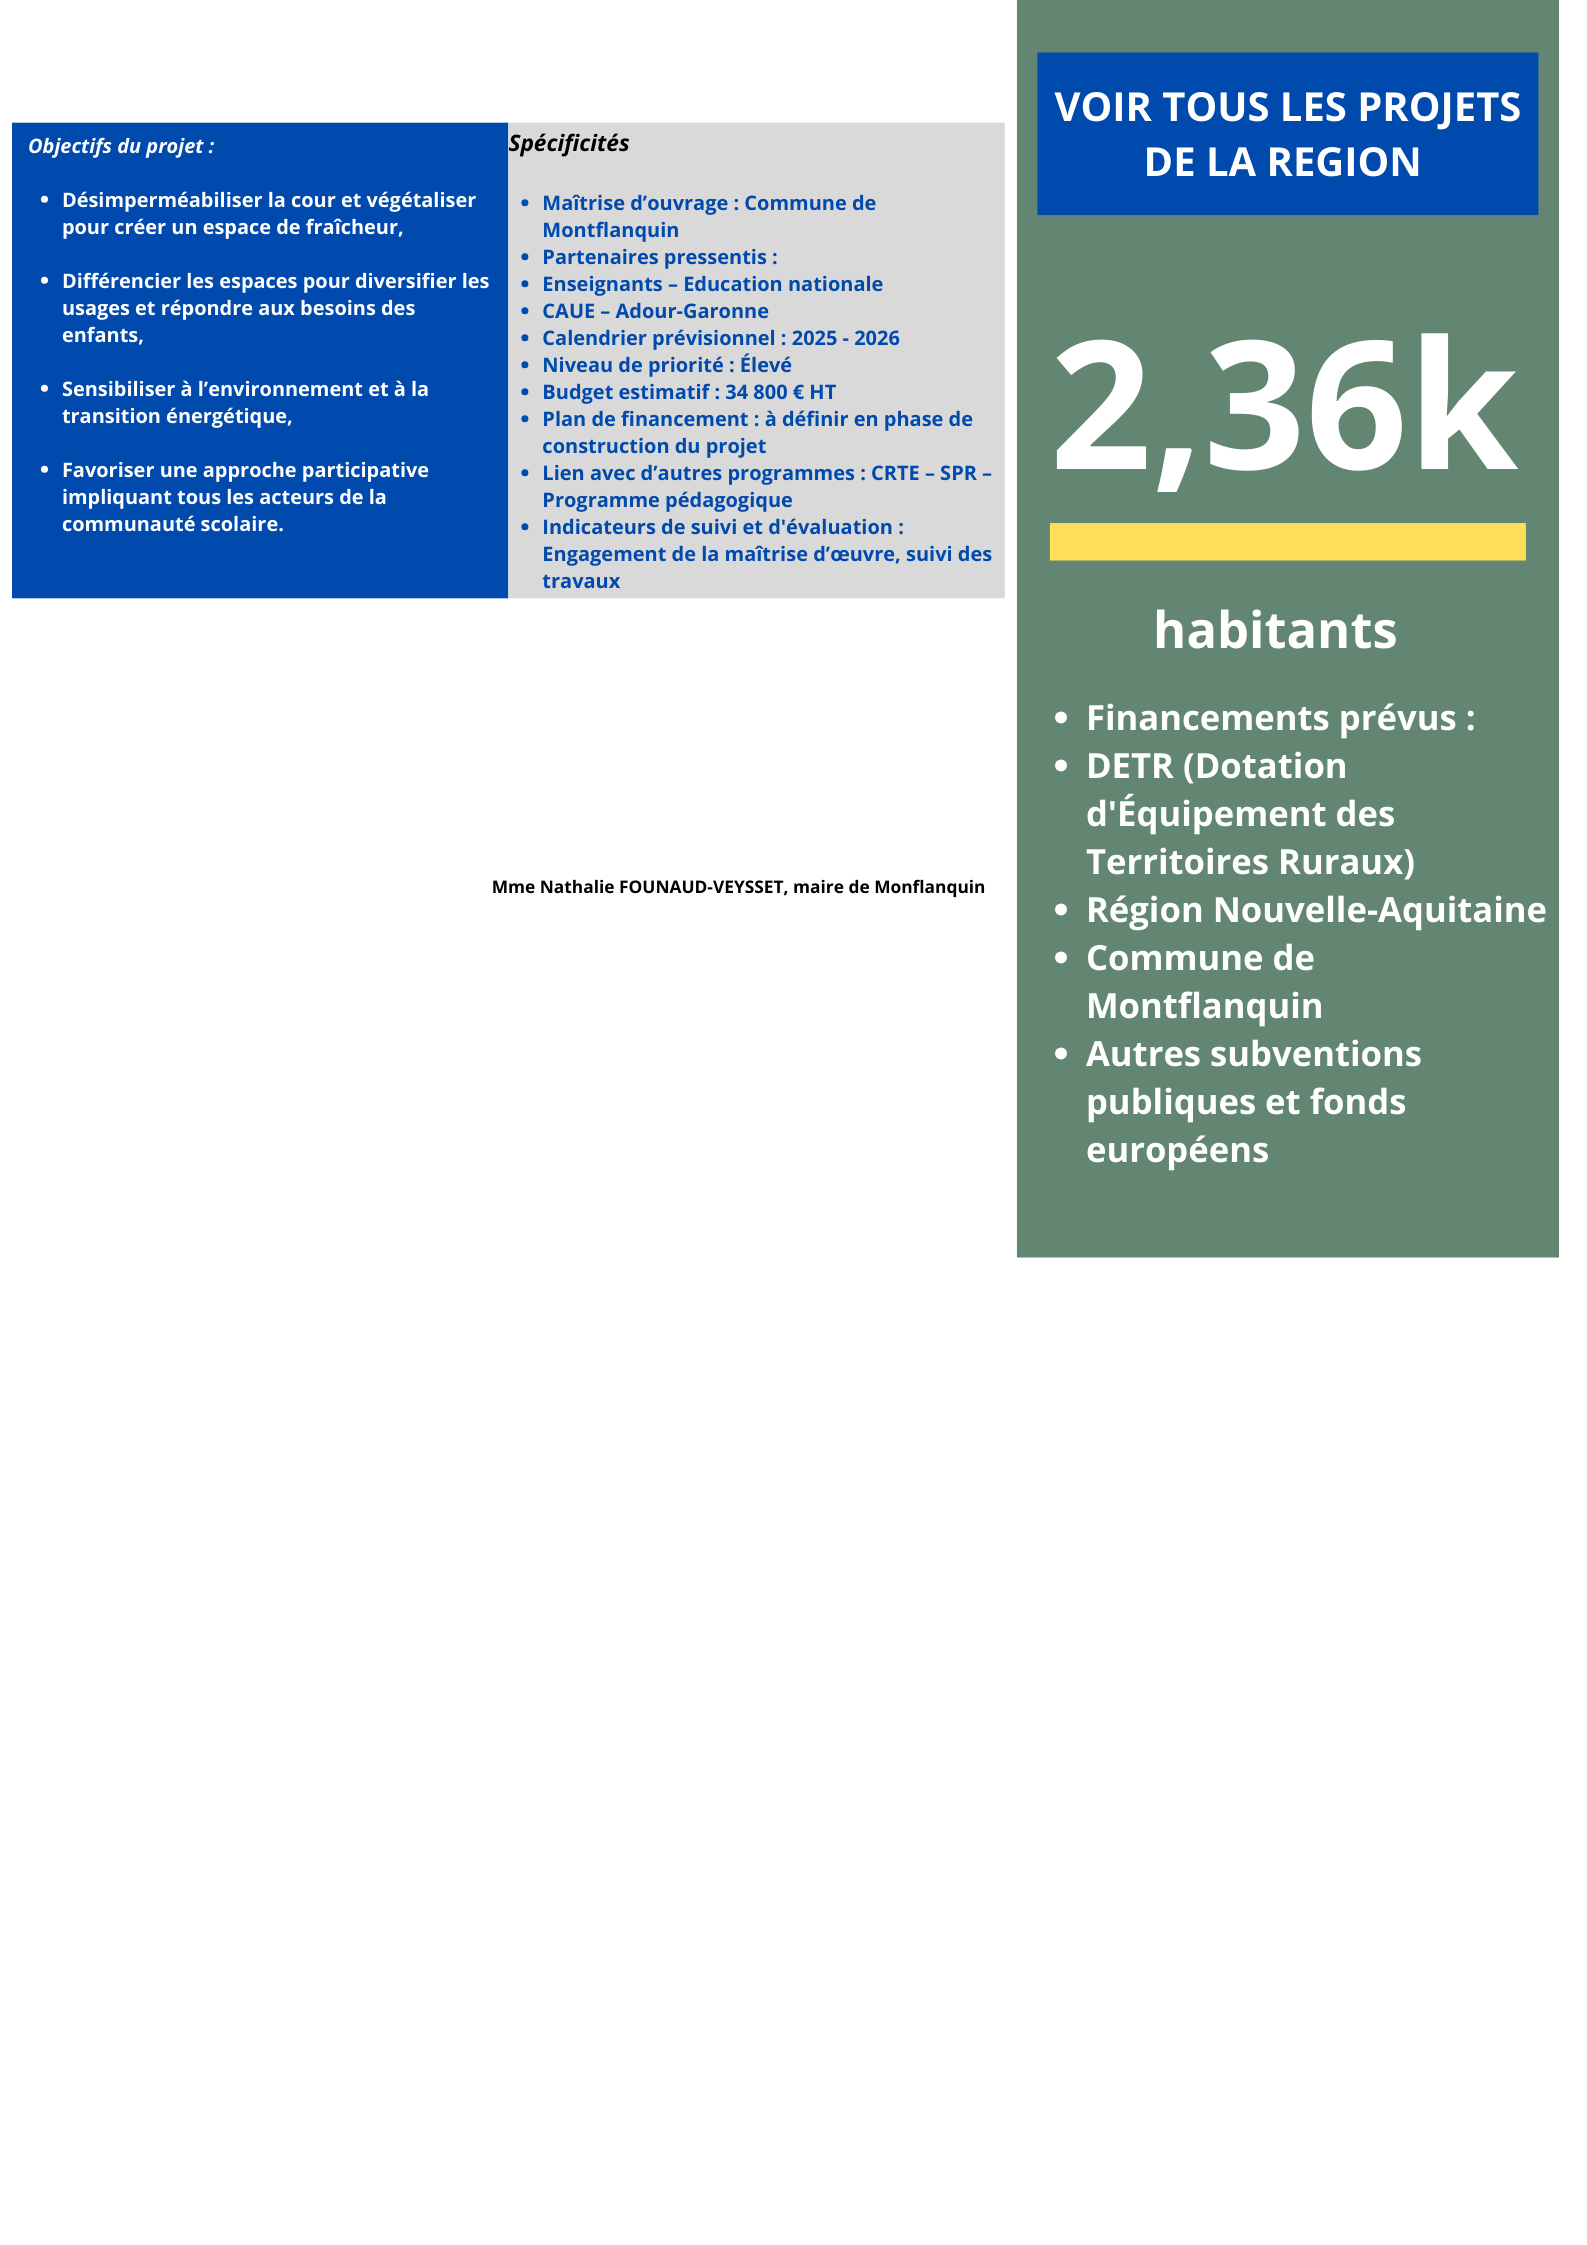 Objectifs du projet :
• Désimperméabiliser la cour et végétaliser
pour créer un espace de fraîcheur,
• Différencier les espaces pour diversifier les
usages et répondre aux besoins des
enfants,
• Sensibiliser à l’environnement et à la
transition énergétique,
• Favoriser une approche participative
impliquant tous les acteurs de la
communauté scolaire.
Spécificités
• Maîtrise d’ouvrage : Commune de
Montflanquin
• Partenaires pressentis :
• Enseignants – Education nationale
• CAUE – Adour-Garonne
• Calendrier prévisionnel : 2025 - 2026
• Niveau de priorité : Élevé
• Budget estimatif : 34 800 € HT
• Plan de financement : à définir en phase de
construction du projet
• Lien avec d’autres programmes : CRTE – SPR –
Programme pédagogique
• Indicateurs de suivi et d'évaluation :
Engagement de la maîtrise d’œuvre, suivi des
travaux
Mme Nathalie FOUNAUD-VEYSSET, maire de Monflanquin
VOIR TOUS LES PROJETS
DE LA REGION
2,36k
habitants
• Financements prévus :
• DETR (Dotation
d'Équipement des
Territoires Ruraux)
• Région Nouvelle-Aquitaine
• Commune de
Montflanquin
• Autres subventions
publiques et fonds
européens